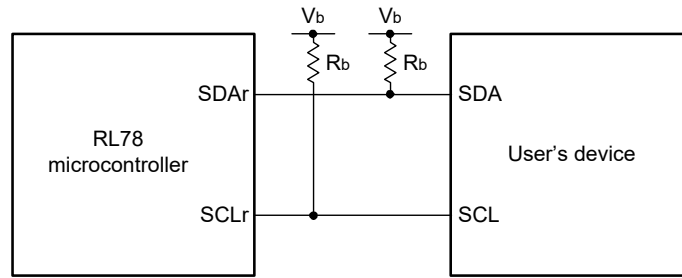 Vb Vb
Rb Rb
SDAr SDA
RL78
microcontroller
User's device
SCLr SCL